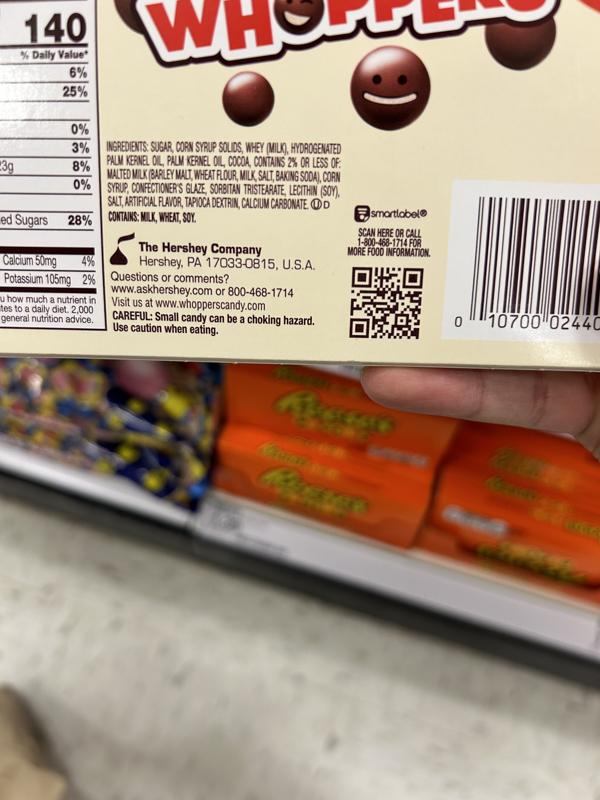 WHOPPERS
140
% Daily Value*
6%
25%
0%
3%
23g 8%
0%
ed Sugars 28%
Calcium 50mg 4%
Potassium 105mg 2%
u how much a nutrient in
tes to a daily diet. 2,000
general nutrition advice.
INGREDIENTS: SUGAR, CORN SYRUP SOLIDS, WHEY (MILK), HYDROGENATED
PALM KERNEL OIL, PALM KERNEL OIL, COCOA, CONTAINS 2% OR LESS OF:
MALTED MILK (BARLEY MALT, WHEAT FLOUR, MILK, SALT, BAKING SODA), CORN
SYRUP, CONFECTIONER'S GLAZE, SORBITAN TRISTEARATE, LECITHIN (SOY),
SALT, ARTIFICIAL FLAVOR, TAPIOCA DEXTRIN, CALCIUM CARBONATE. Ⓤ D
CONTAINS: MILK, WHEAT, SOY.
The Hershey Company
Hershey, PA 17033-0815, U.S.A.
Questions or comments?
www.askhershey.com or 800-468-1714
Visit us at www.whopperscandy.com
CAREFUL: Small candy can be a choking hazard.
Use caution when eating.
smartlabel®
SCAN HERE OR CALL
1-800-468-1714 FOR
MORE FOOD INFORMATION.
0 10700 02440
Reese's
Reese's